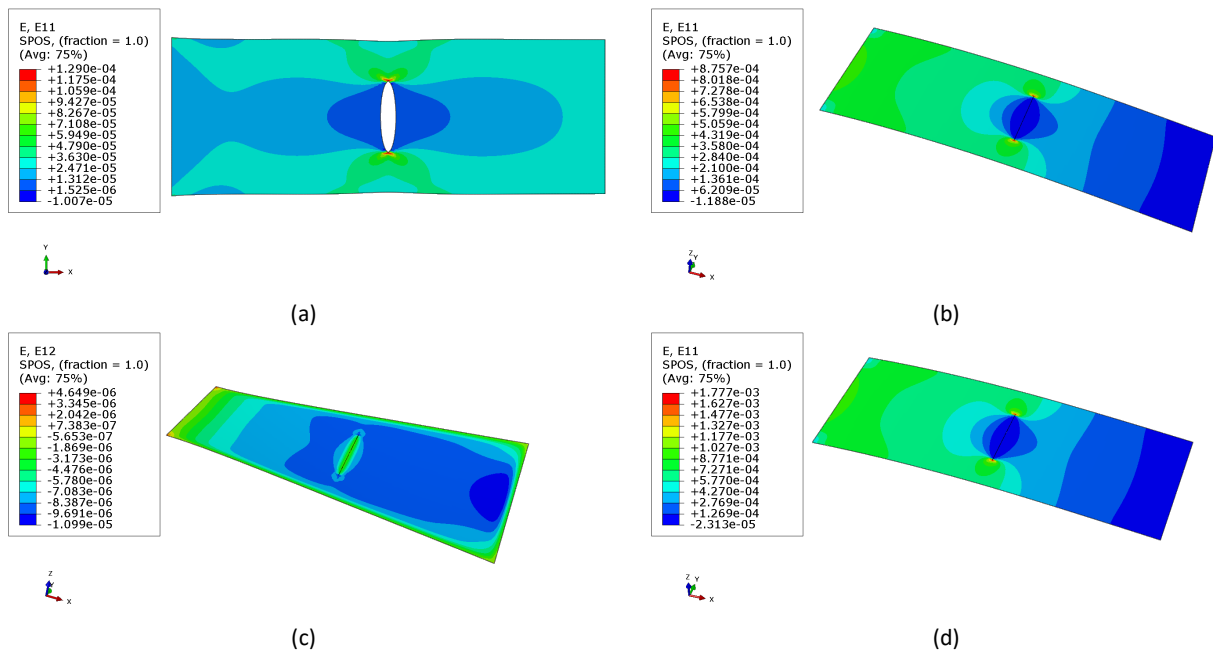 E, E11
SPOS, (fraction = 1.0)
(Avg: 75%)
+1.290e-04
+1.175e-04
+1.059e-04
+9.427e-05
+8.267e-05
+7.108e-05
+5.949e-05
+4.790e-05
+3.630e-05
+2.471e-05
+1.312e-05
+1.525e-06
-1.007e-05
Y
X
(a)
E, E11
SPOS, (fraction = 1.0)
(Avg: 75%)
+8.757e-04
+8.018e-04
+7.278e-04
+6.538e-04
+5.799e-04
+5.059e-04
+4.319e-04
+3.580e-04
+2.840e-04
+2.100e-04
+1.361e-04
+6.209e-05
-1.188e-05
Z
Y
X
(b)
E, E12
SPOS, (fraction = 1.0)
(Avg: 75%)
+4.649e-06
+3.345e-06
+2.042e-06
+7.383e-07
-5.653e-07
-1.869e-06
-3.173e-06
-4.476e-06
-5.780e-06
-7.083e-06
-8.387e-06
-9.691e-06
-1.099e-05
Z
Y
X
(c)
E, E11
SPOS, (fraction = 1.0)
(Avg: 75%)
+1.777e-03
+1.627e-03
+1.477e-03
+1.327e-03
+1.177e-03
+1.027e-03
+8.771e-04
+7.271e-04
+5.770e-04
+4.270e-04
+2.769e-04
+1.269e-04
-2.313e-05
Z Y
X
(d)